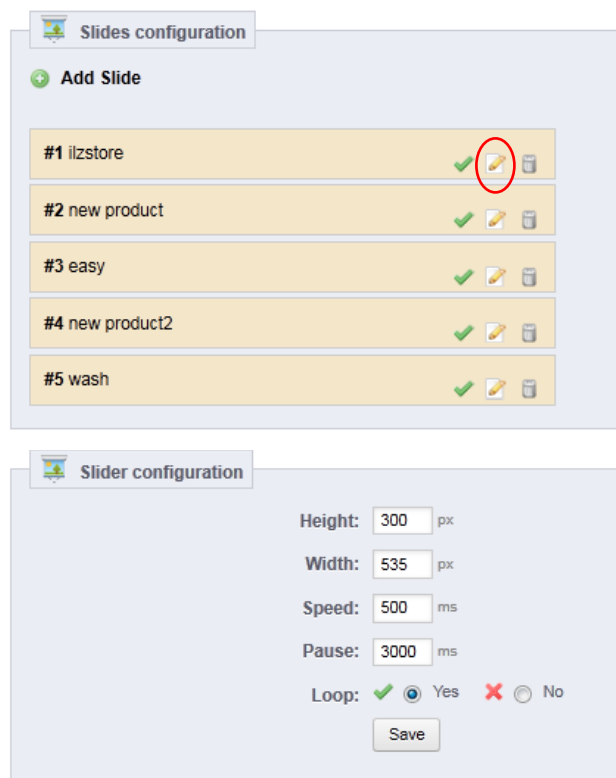 Slides configuration
Add Slide
#1 ilzstore
#2 new product
#3 easy
#4 new product2
#5 wash
Slider configuration
Height: 300 px
Width: 535 px
Speed: 500 ms
Pause: 3000 ms
Loop: Yes No
Save